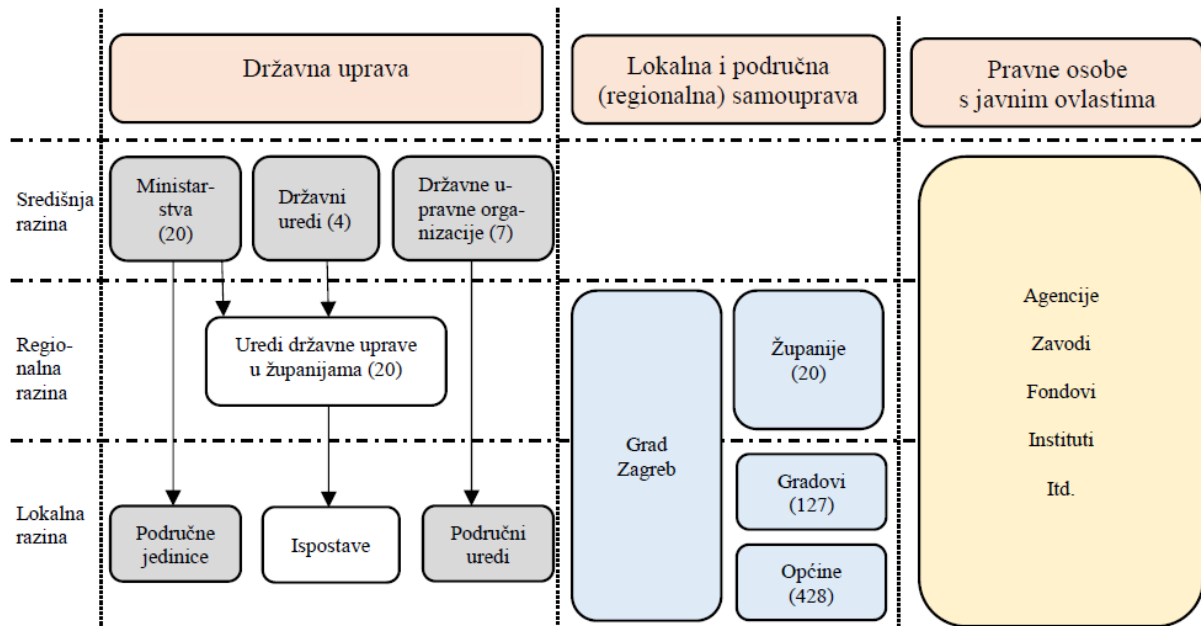 Državna uprava
Lokalna i područna
(regionalna) samouprava
Pravne osobe
s javnim ovlastima
Središnja
razina
Ministar-
stva
(20)
Državni
uredi (4)
Državne u-
pravne orga-
nizacije (7)
Regio-
nalna
razina
Uredi državne uprave
u županijama (20)
Lokalna
razina
Područne
jedinice
Ispostave
Područni
uredi
Grad
Zagreb
Županije
(20)
Gradovi
(127)
Općine
(428)
Agencije
Zavodi
Fondovi
Instituti
Itd.